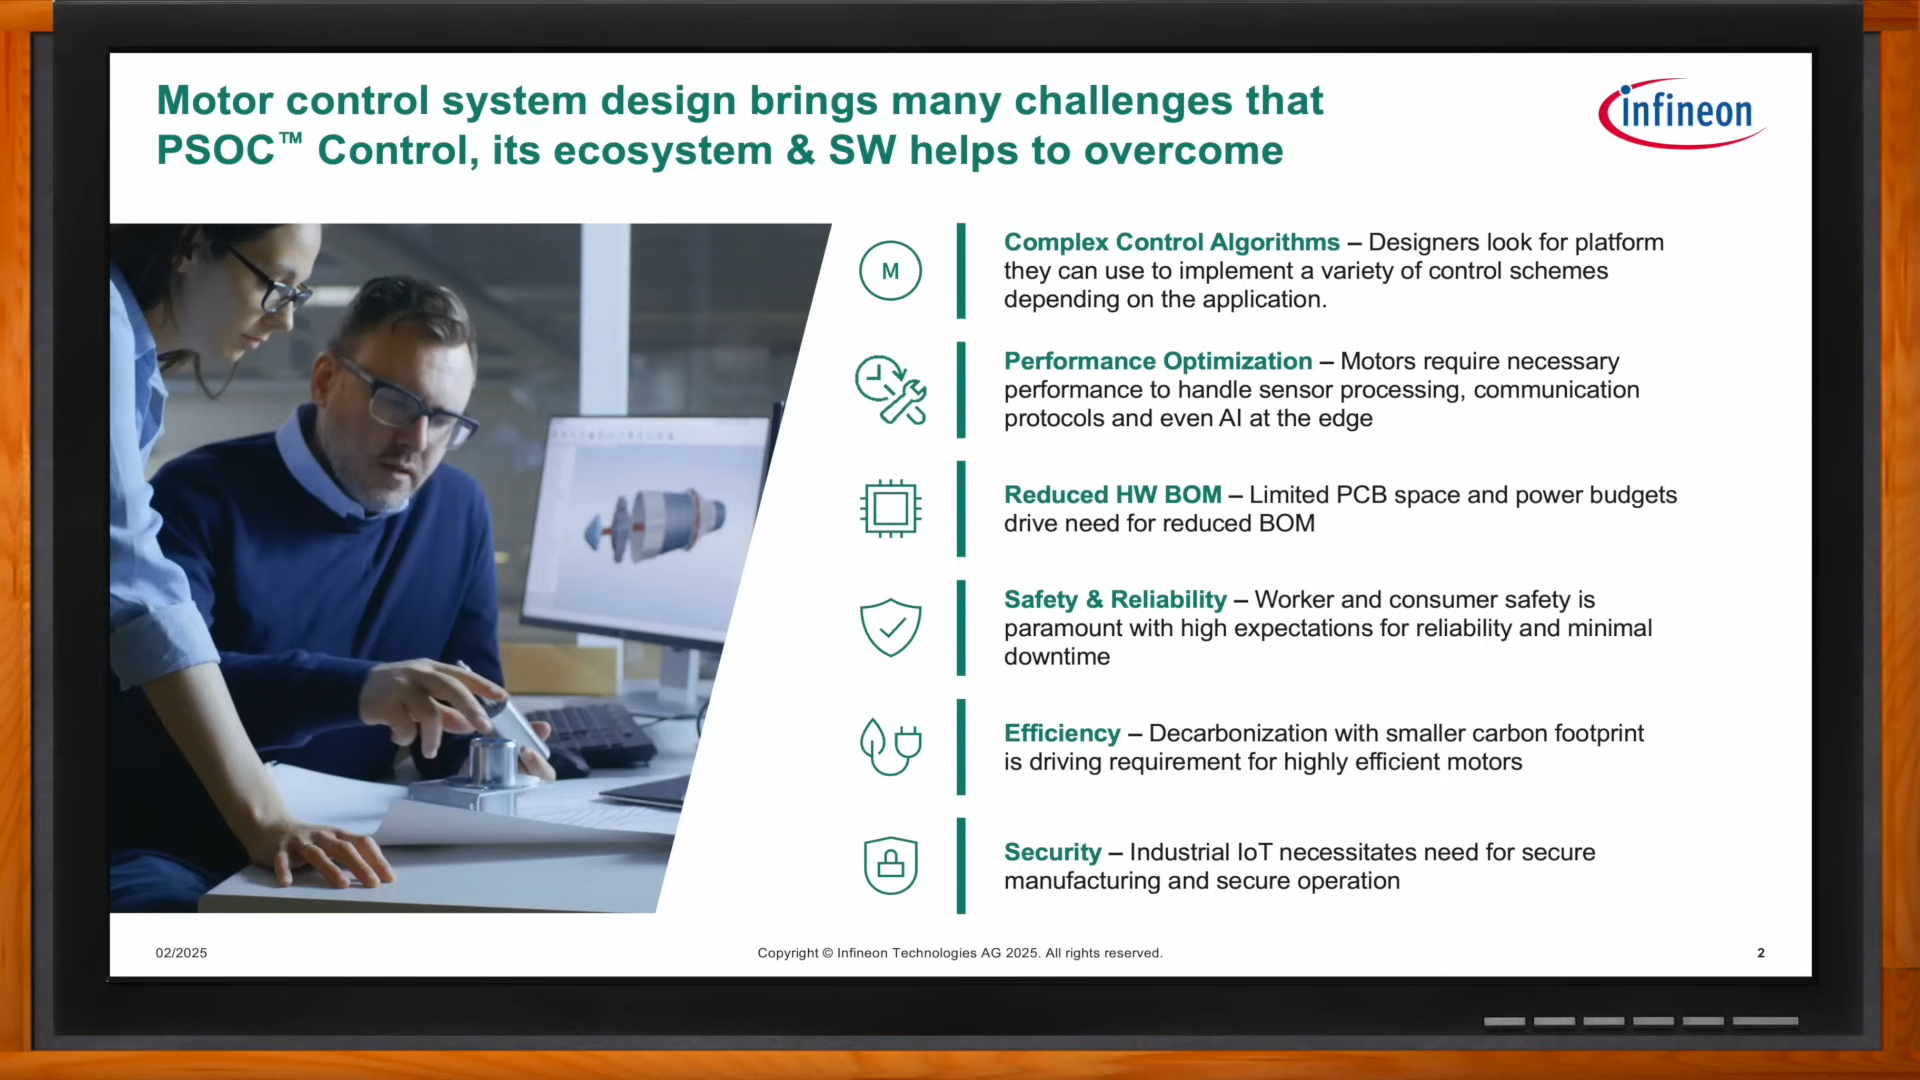 Motor control system design brings many challenges that
PSOC™ Control, its ecosystem & SW helps to overcome
infineon
M
Complex Control Algorithms – Designers look for platform
they can use to implement a variety of control schemes
depending on the application.
Performance Optimization – Motors require necessary
performance to handle sensor processing, communication
protocols and even AI at the edge
Reduced HW BOM – Limited PCB space and power budgets
drive need for reduced BOM
Safety & Reliability – Worker and consumer safety is
paramount with high expectations for reliability and minimal
downtime
Efficiency – Decarbonization with smaller carbon footprint
is driving requirement for highly efficient motors
Security – Industrial IoT necessitates need for secure
manufacturing and secure operation
02/2025
Copyright © Infineon Technologies AG 2025. All rights reserved.
2